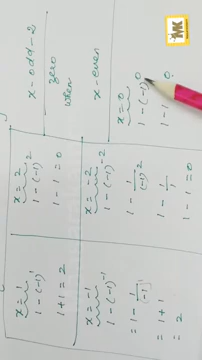 x = 1
1 - (-1)¹
1 + 1 = 2
x = 2
1 - (-1)²
1 - 1 = 0
x - odd - 2
zero
when
x - even
x = -1
1 - (-1)⁻¹
= 1 - 1/(-1)¹
= 1 + 1
= 2
x = -2
1 - (-1)⁻²
1 - 1/(-1)²
1 - 1/1
1 - 1 = 0
x = 0
1 - (-1)⁰
1 - 1
0
MK